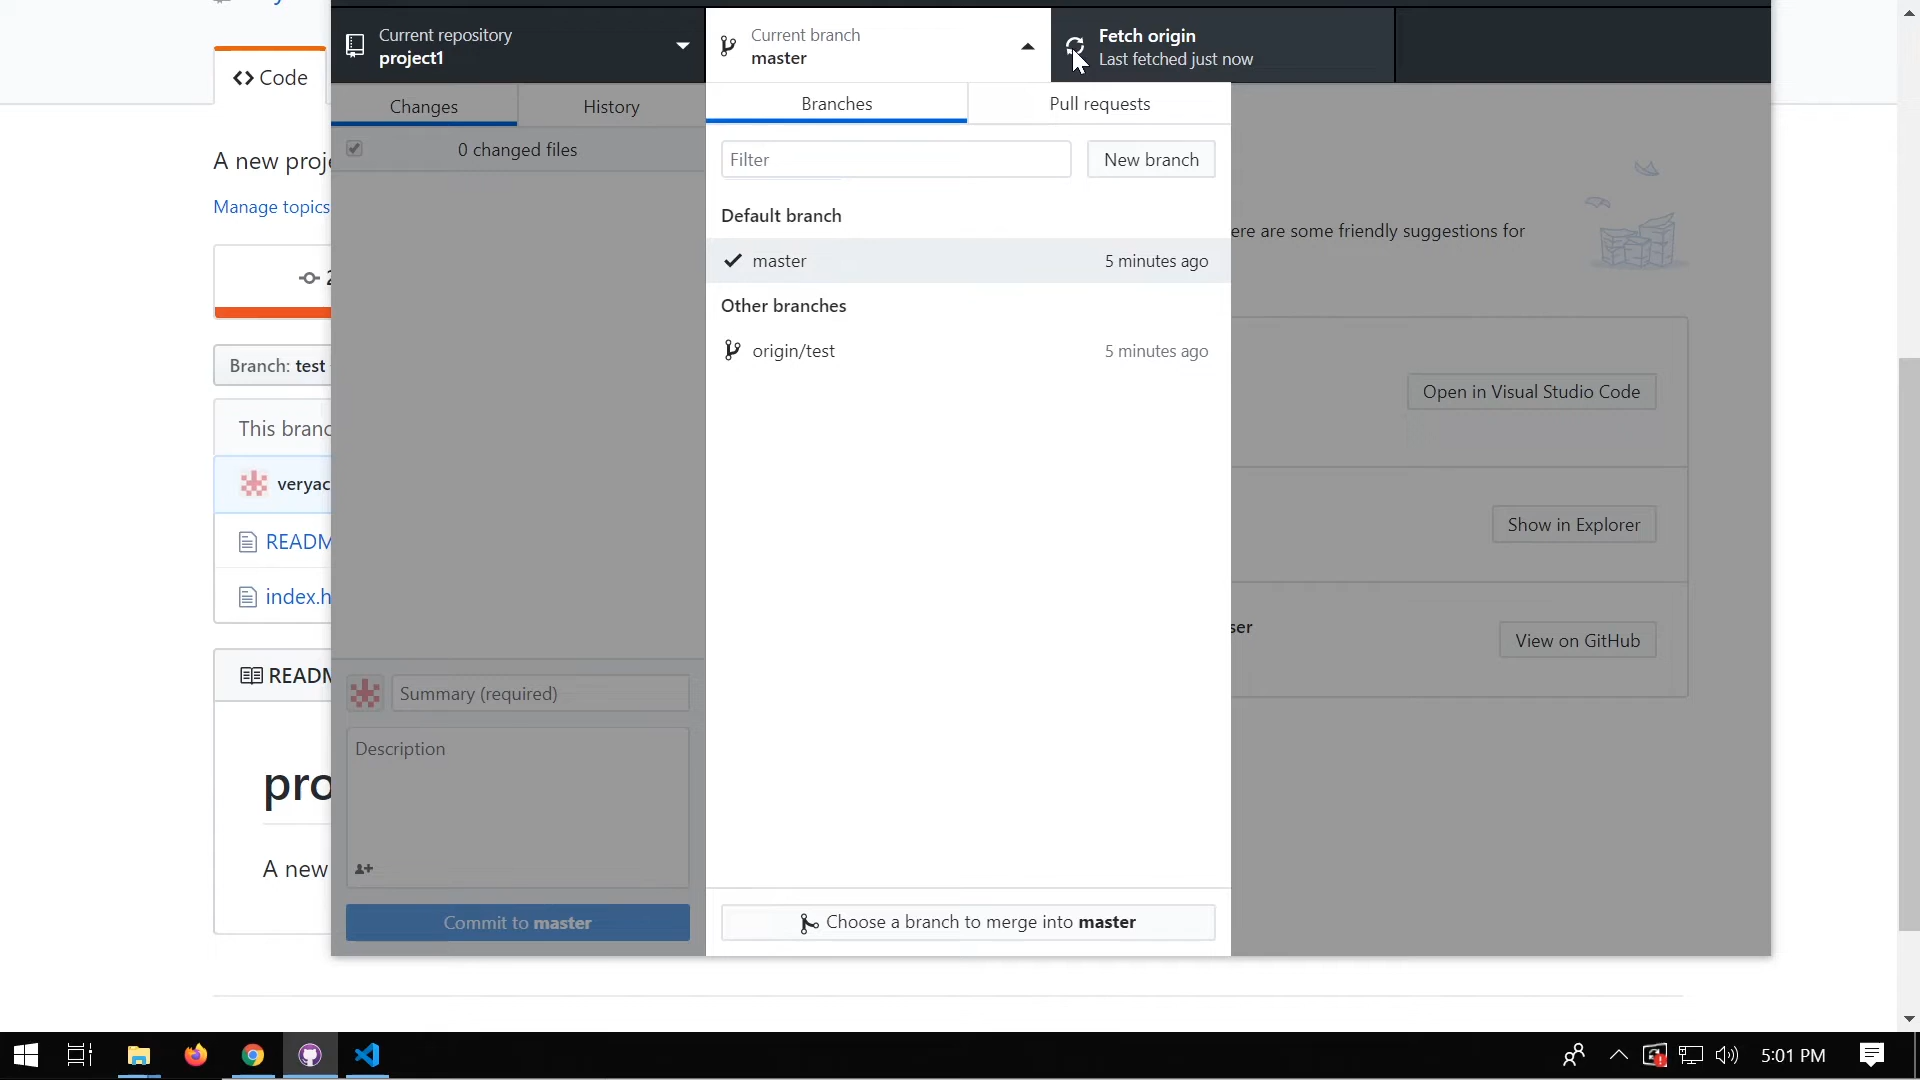 Current repository
project1
Current branch
master
Fetch origin
Last fetched just now
Code
Changes
History
Branches
Pull requests
0 changed files
Filter
New branch
A new proje
Manage topics
Default branch
master
5 minutes ago
Other branches
origin/test
5 minutes ago
ere are some friendly suggestions for
2
Branch: test
Open in Visual Studio Code
This branc
veryac
READM
Show in Explorer
index.h
ser
View on GitHub
READM
Summary (required)
Description
pro
A new
Commit to master
Choose a branch to merge into master
5:01 PM